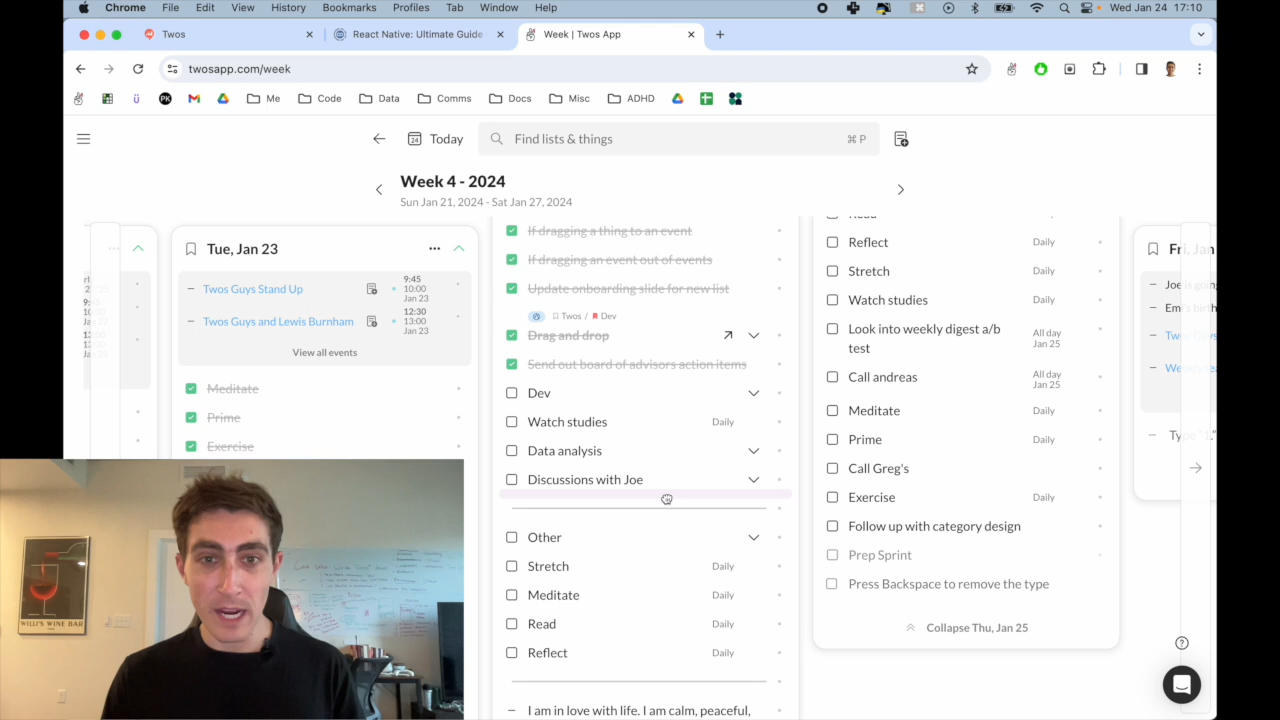 Chrome File Edit View History Bookmarks Profiles Tab Window Help Wed Jan 24 17:10
Twos
React Native: Ultimate Guide
Week | Twos App
twosapp.com/week
Me Code Data Comms Docs Misc ADHD
24 Today
Find lists & things ⌘ P
Week 4 - 2024
Sun Jan 21, 2024 - Sat Jan 27, 2024
Tue, Jan 23
Twos Guys Stand Up
9:45
10:00
Jan 23
Twos Guys and Lewis Burnham
12:30
13:00
Jan 23
View all events
Meditate
Prime
Exercise
If dragging a thing to an event
If dragging an event out of events
Update onboarding slide for new list
Twos / Dev
Drag and drop
Send out board of advisors action items
Dev
Watch studies Daily
Data analysis
Discussions with Joe
Other
Stretch Daily
Meditate Daily
Read Daily
Reflect Daily
I am in love with life. I am calm, peaceful,
Read
Reflect Daily
Stretch Daily
Watch studies Daily
Look into weekly digest a/b
test
All day
Jan 25
Call andreas
All day
Jan 25
Meditate Daily
Prime Daily
Call Greg's
Exercise Daily
Follow up with category design
Prep Sprint
Press Backspace to remove the type
Collapse Thu, Jan 25
Fri, Jan
Joe is going
Em's birth
WILLI'S WINE BAR